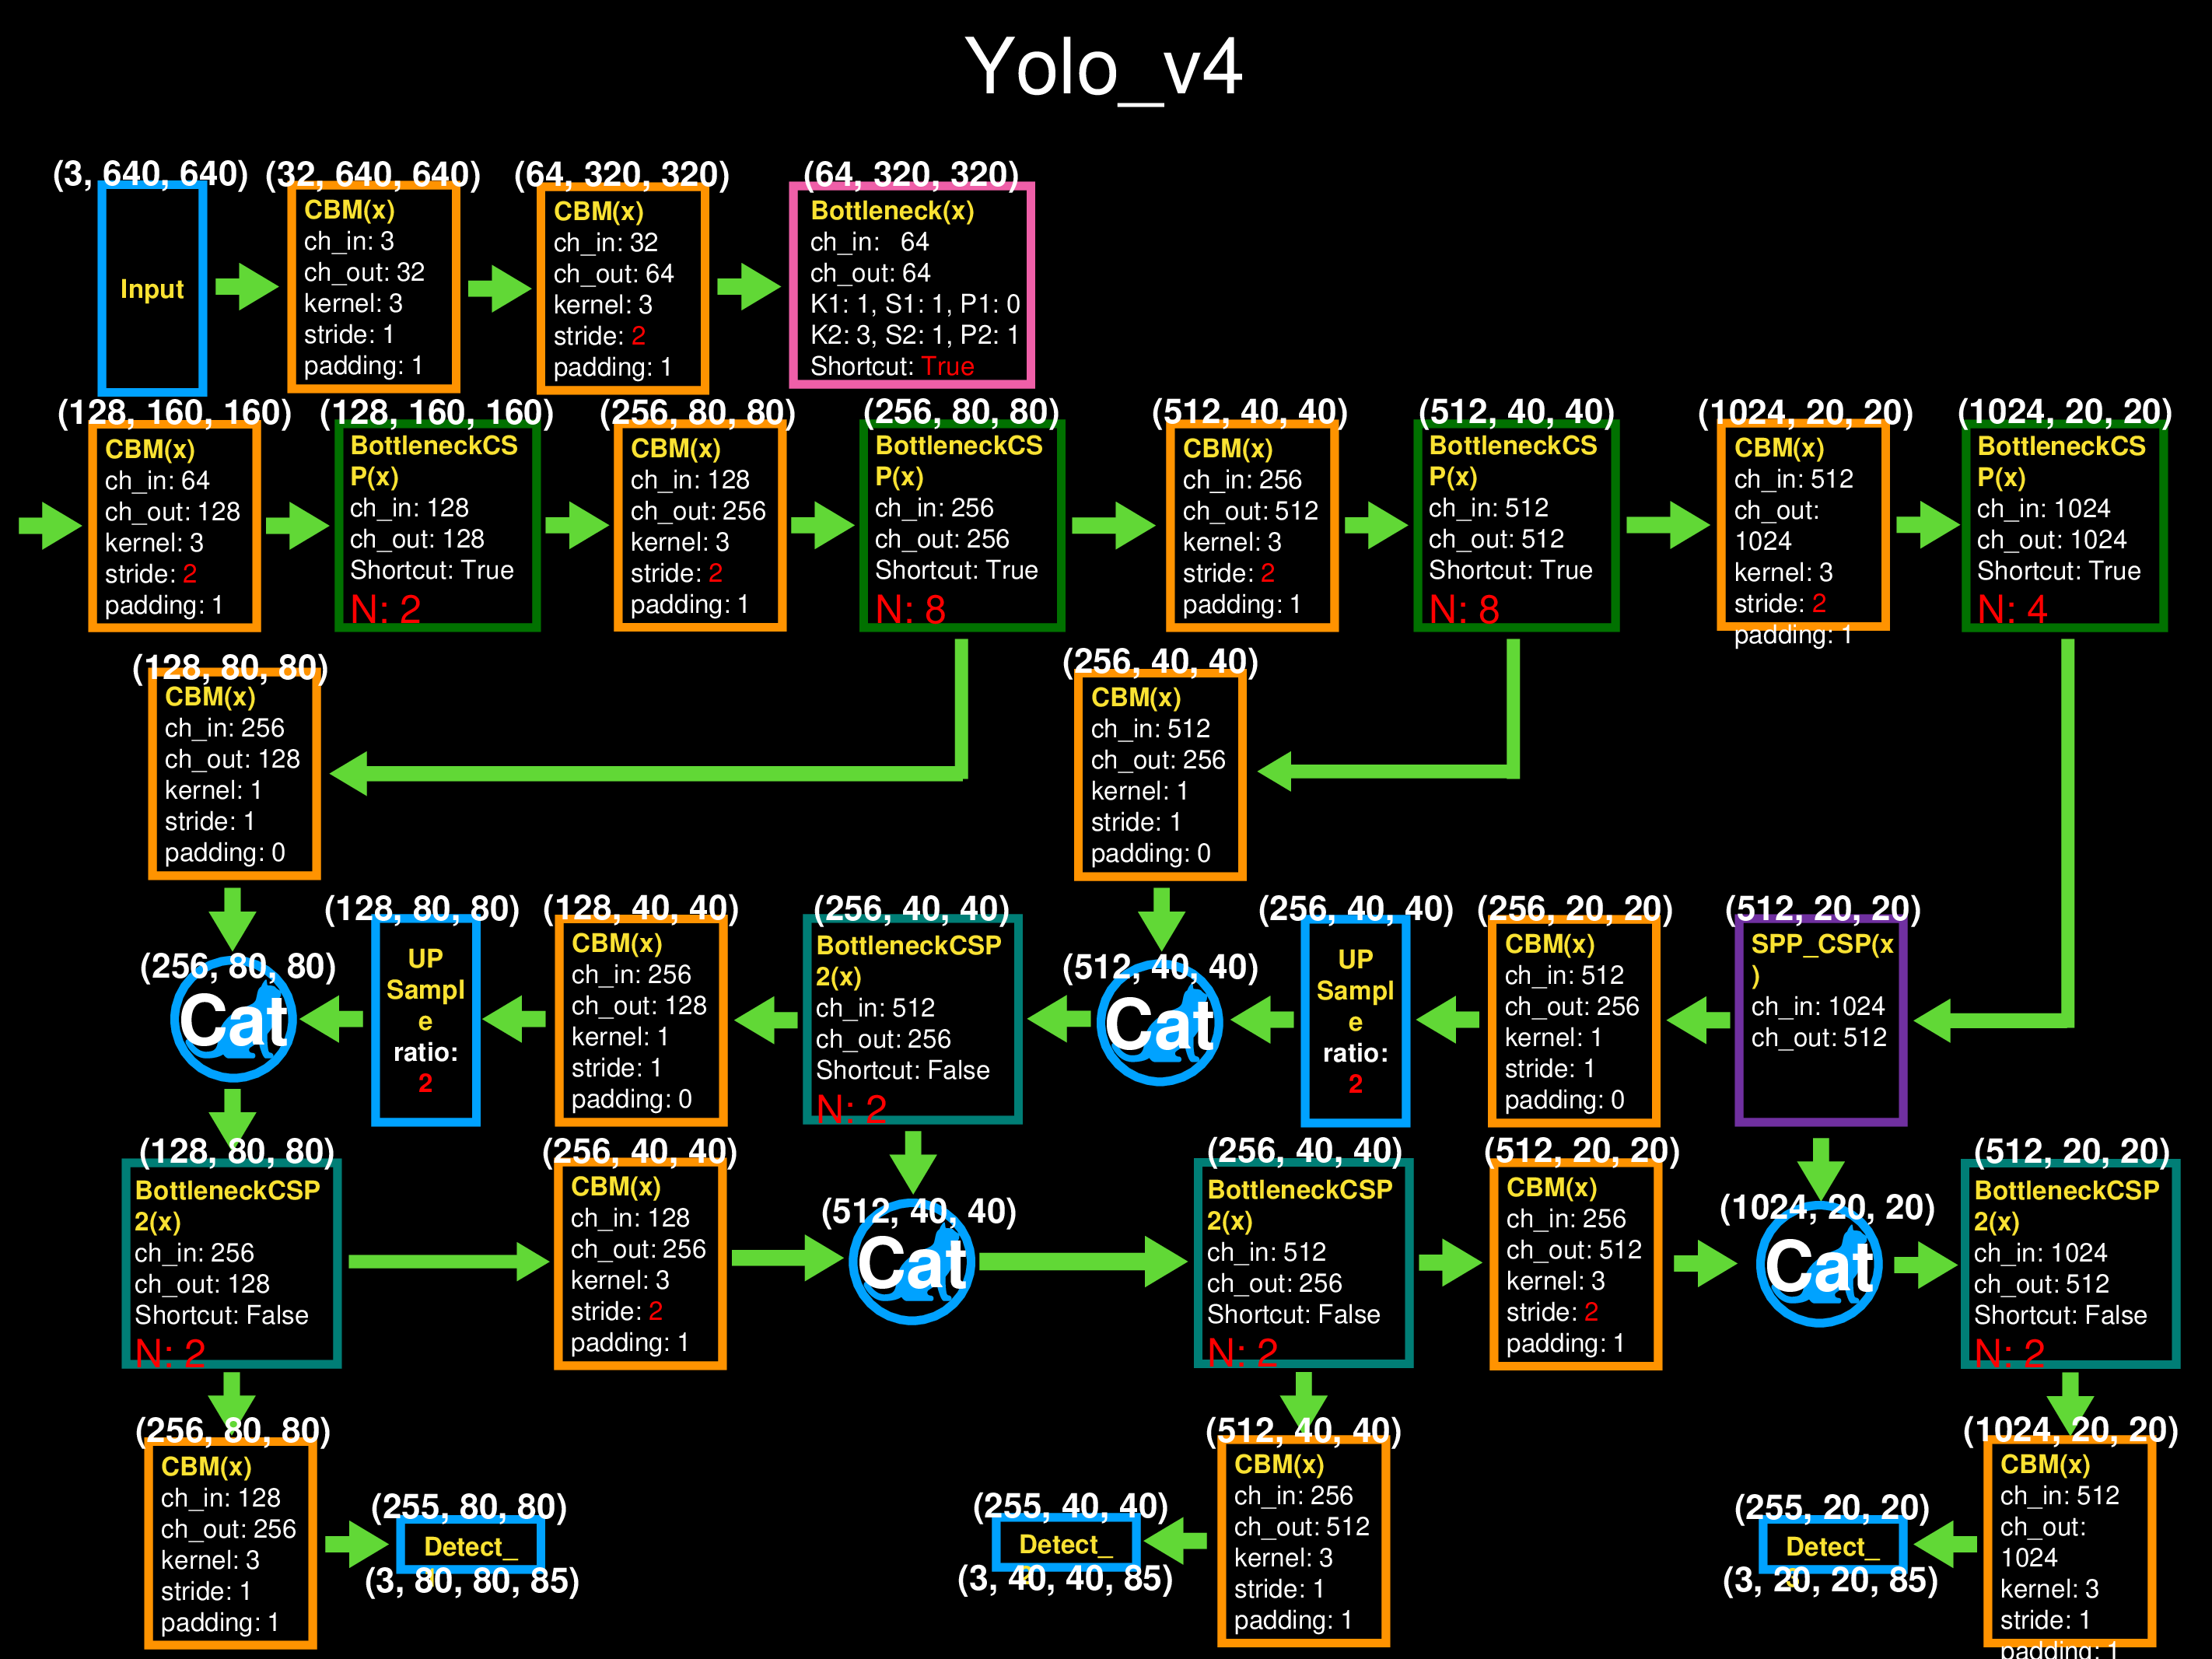 Yolo_v4
(3, 640, 640)
Input
(32, 640, 640)
CBM(x)
ch_in: 3
ch_out: 32
kernel: 3
stride: 1
padding: 1
(64, 320, 320)
CBM(x)
ch_in: 32
ch_out: 64
kernel: 3
stride: 2
padding: 1
(64, 320, 320)
Bottleneck(x)
ch_in: 64
ch_out: 64
K1: 1, S1: 1, P1: 0
K2: 3, S2: 1, P2: 1
Shortcut: True
(128, 160, 160)
CBM(x)
ch_in: 64
ch_out: 128
kernel: 3
stride: 2
padding: 1
(128, 160, 160)
BottleneckCS
P(x)
ch_in: 128
ch_out: 128
Shortcut: True
N: 2
(256, 80, 80)
CBM(x)
ch_in: 128
ch_out: 256
kernel: 3
stride: 2
padding: 1
(256, 80, 80)
BottleneckCS
P(x)
ch_in: 256
ch_out: 256
Shortcut: True
N: 8
(512, 40, 40)
CBM(x)
ch_in: 256
ch_out: 512
kernel: 3
stride: 2
padding: 1
(512, 40, 40)
BottleneckCS
P(x)
ch_in: 512
ch_out: 512
Shortcut: True
N: 8
(1024, 20, 20)
CBM(x)
ch_in: 512
ch_out:
1024
kernel: 3
stride: 2
padding: 1
(1024, 20, 20)
BottleneckCS
P(x)
ch_in: 1024
ch_out: 1024
Shortcut: True
N: 4
(128, 80, 80)
CBM(x)
ch_in: 256
ch_out: 128
kernel: 1
stride: 1
padding: 0
(256, 40, 40)
CBM(x)
ch_in: 512
ch_out: 256
kernel: 1
stride: 1
padding: 0
(256, 80, 80)
Cat
(128, 80, 80)
UP
Sampl
e
ratio:
2
(128, 40, 40)
CBM(x)
ch_in: 256
ch_out: 128
kernel: 1
stride: 1
padding: 0
(256, 40, 40)
BottleneckCSP
2(x)
ch_in: 512
ch_out: 256
Shortcut: False
N: 2
(512, 40, 40)
Cat
(256, 40, 40)
UP
Sampl
e
ratio:
2
(256, 20, 20)
CBM(x)
ch_in: 512
ch_out: 256
kernel: 1
stride: 1
padding: 0
(512, 20, 20)
SPP_CSP(x
)
ch_in: 1024
ch_out: 512
(128, 80, 80)
BottleneckCSP
2(x)
ch_in: 256
ch_out: 128
Shortcut: False
N: 2
(256, 40, 40)
CBM(x)
ch_in: 128
ch_out: 256
kernel: 3
stride: 2
padding: 1
(512, 40, 40)
Cat
(256, 40, 40)
BottleneckCSP
2(x)
ch_in: 512
ch_out: 256
Shortcut: False
N: 2
(512, 20, 20)
CBM(x)
ch_in: 256
ch_out: 512
kernel: 3
stride: 2
padding: 1
(1024, 20, 20)
Cat
(512, 20, 20)
BottleneckCSP
2(x)
ch_in: 1024
ch_out: 512
Shortcut: False
N: 2
(256, 80, 80)
CBM(x)
ch_in: 128
ch_out: 256
kernel: 3
stride: 1
padding: 1
(255, 80, 80)
Detect_
(3, 80, 80, 85)
(255, 40, 40)
Detect_
(3, 40, 40, 85)
(512, 40, 40)
CBM(x)
ch_in: 256
ch_out: 512
kernel: 3
stride: 1
padding: 1
(255, 20, 20)
Detect_
(3, 20, 20, 85)
(1024, 20, 20)
CBM(x)
ch_in: 512
ch_out:
1024
kernel: 3
stride: 1
padding: 1